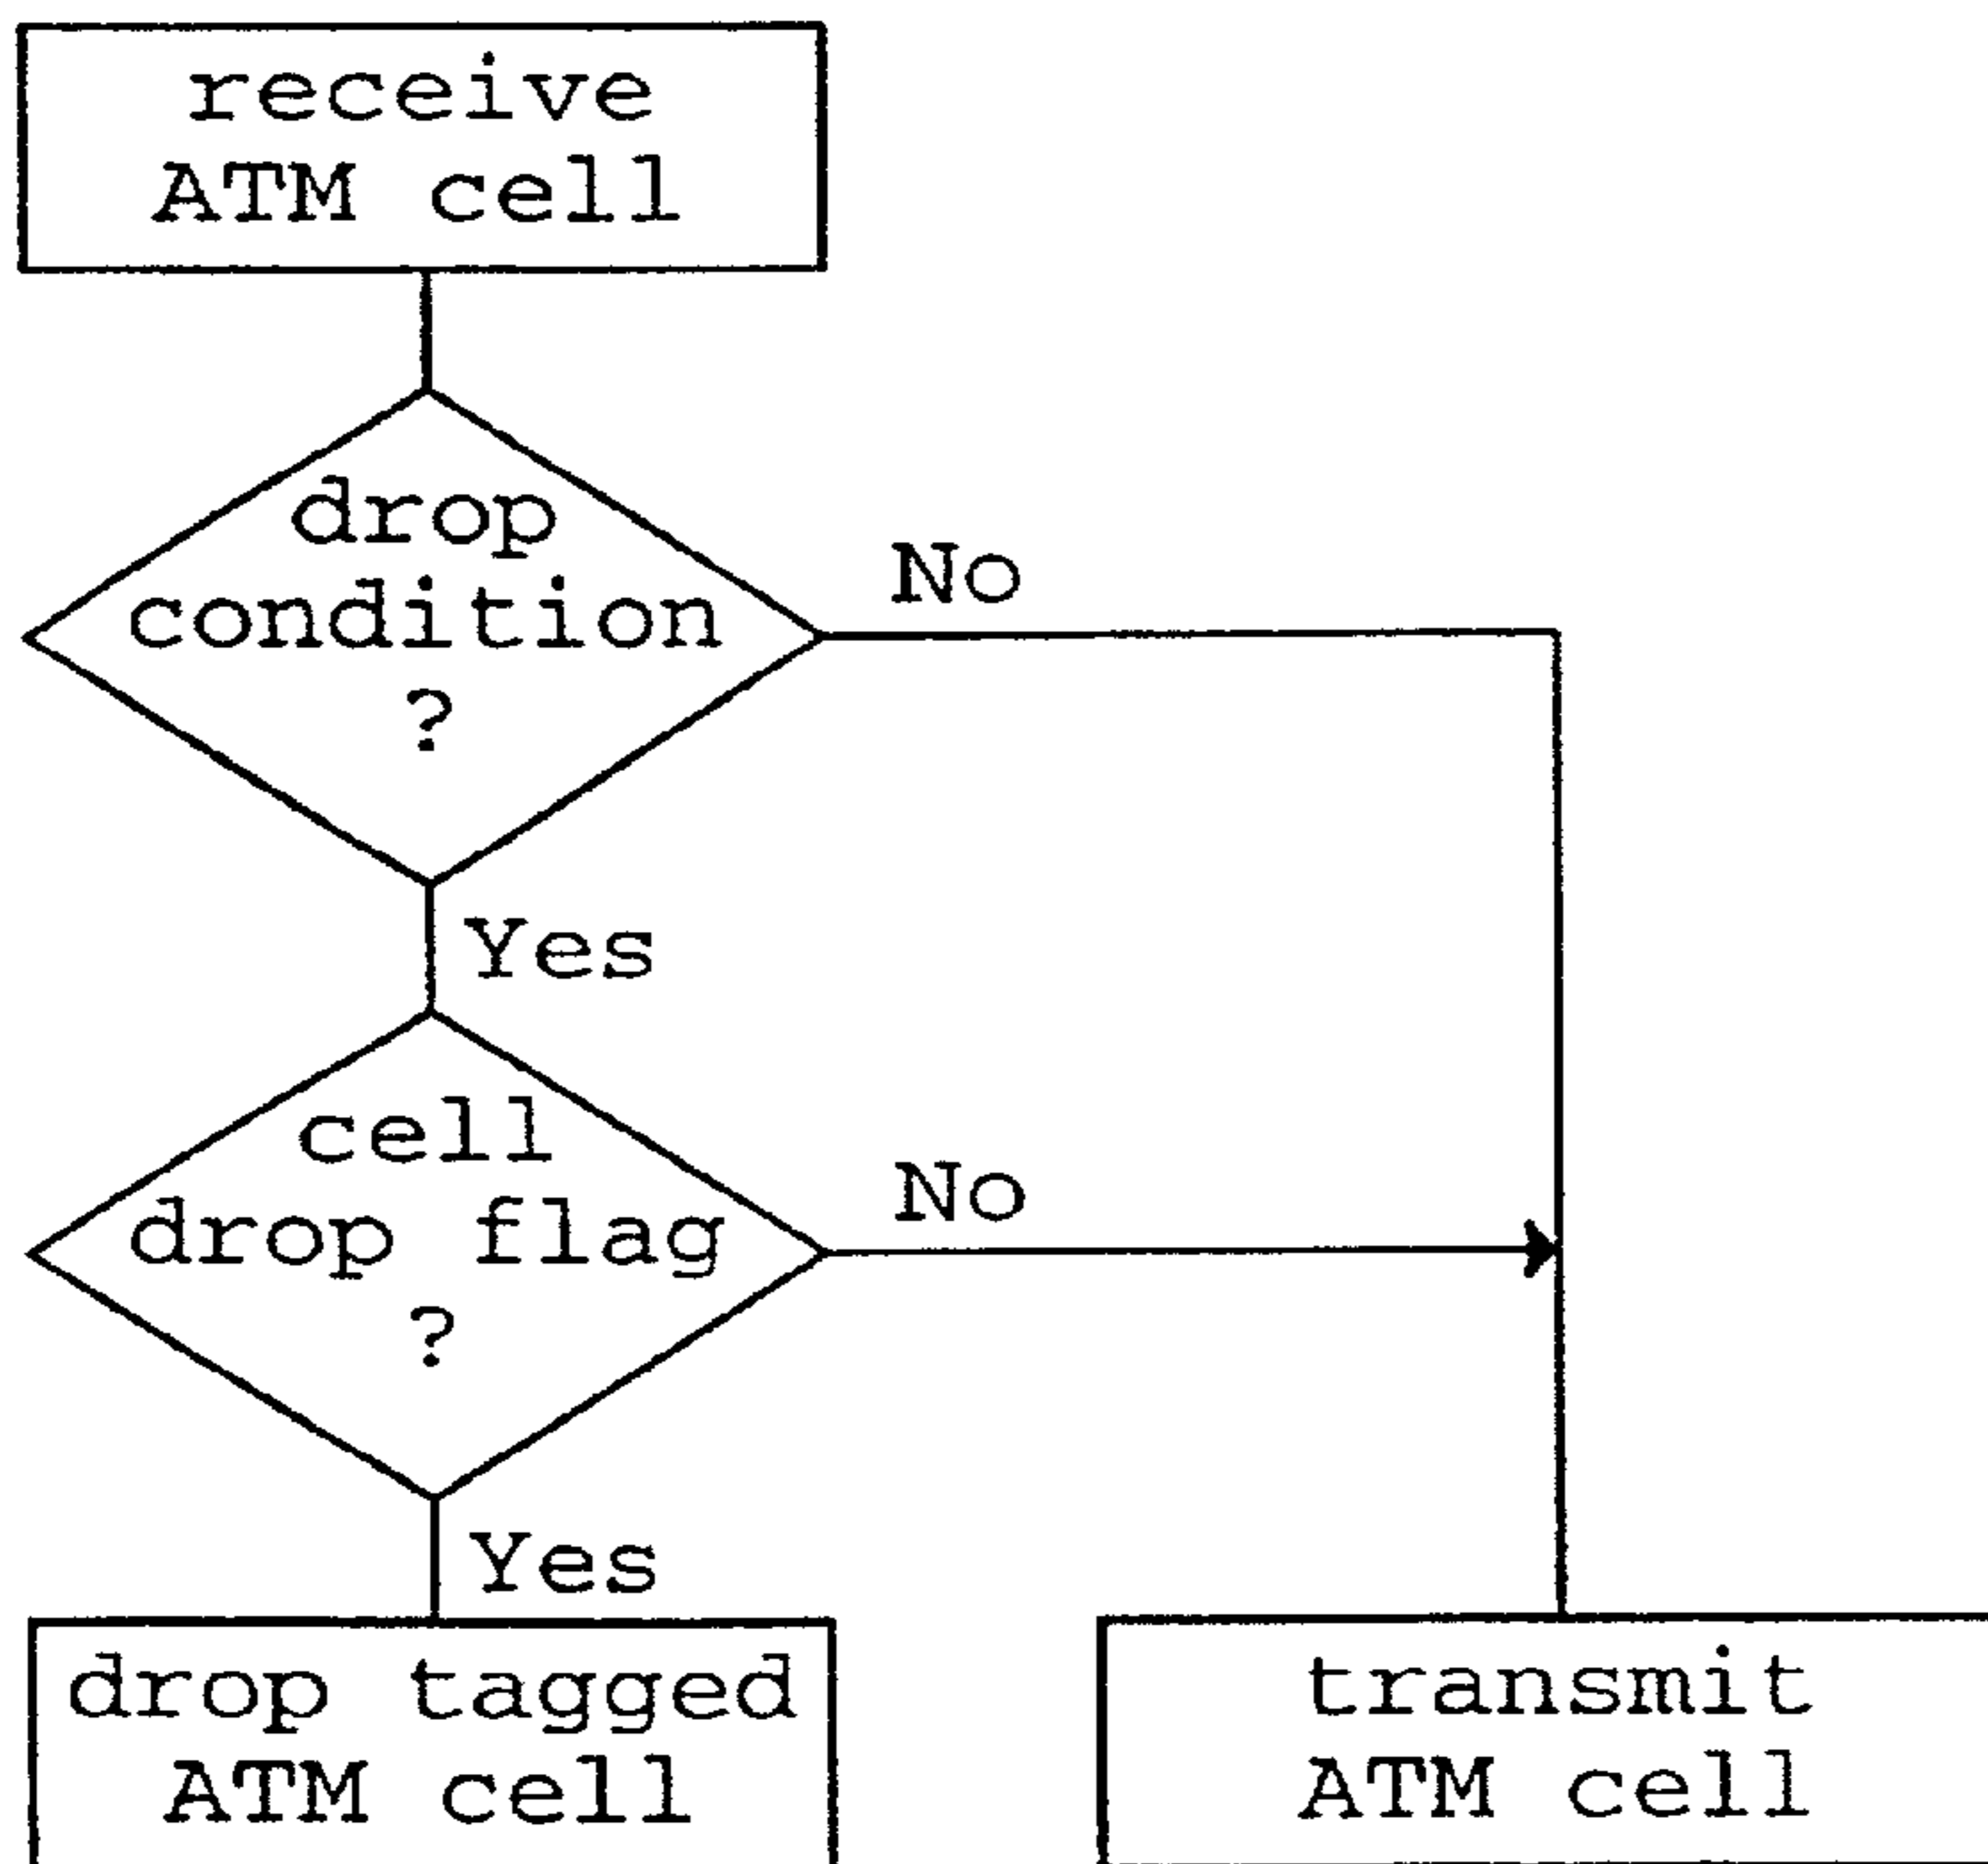 receive
ATM cell
drop
condition
?
No
Yes
cell
drop flag
?
No
Yes
drop tagged
ATM cell
transmit
ATM cell